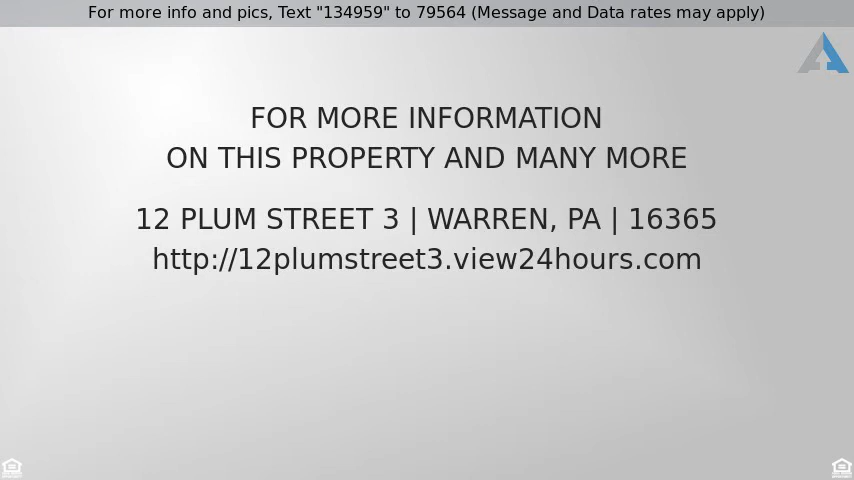 For more info and pics, Text "134959" to 79564 (Message and Data rates may apply)
FOR MORE INFORMATION
ON THIS PROPERTY AND MANY MORE
12 PLUM STREET 3 | WARREN, PA | 16365
http://12plumstreet3.view24hours.com